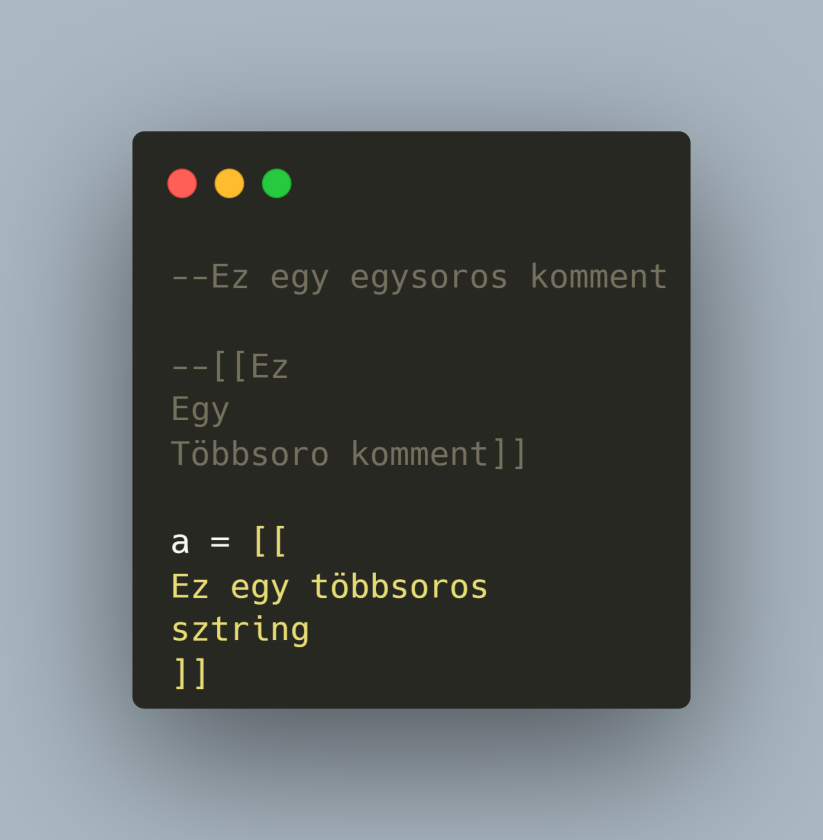 --Ez egy egysoros komment
--[[Ez
Egy
Többsoro komment]]
a = [[
Ez egy többsoros
sztring
]]